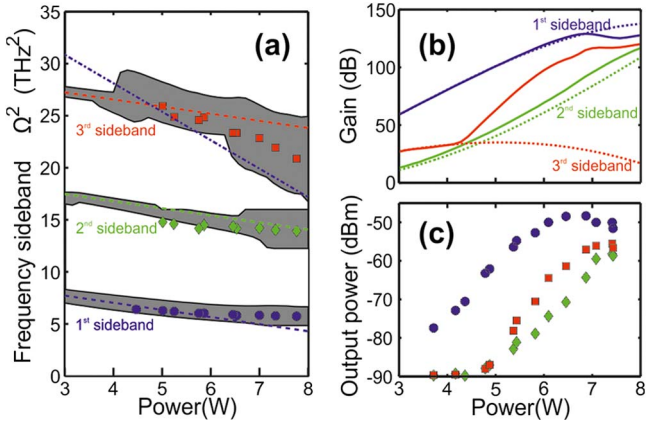 (a)
Frequency sideband Ω² (THz²)
35
30
25
20
15
10
5
0
3rd sideband
2nd sideband
1st sideband
3 4 5 6 7 8
Power(W)
(b)
Gain (dB)
150
100
50
0
1st sideband
2nd sideband
3rd sideband
(c)
Output power (dBm)
-50
-60
-70
-80
-90
3 4 5 6 7 8
Power(W)